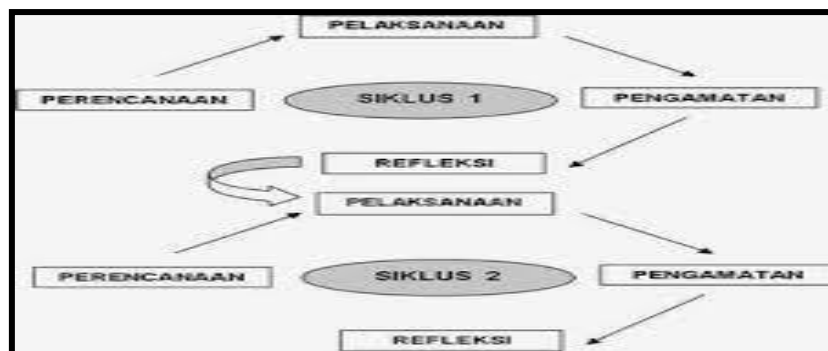 PELAKSANAAN
PERENCANAAN
SIKLUS 1
PENGAMATAN
REFLEKSI
PELAKSANAAN
PERENCANAAN
SIKLUS 2
PENGAMATAN
REFLEKSI